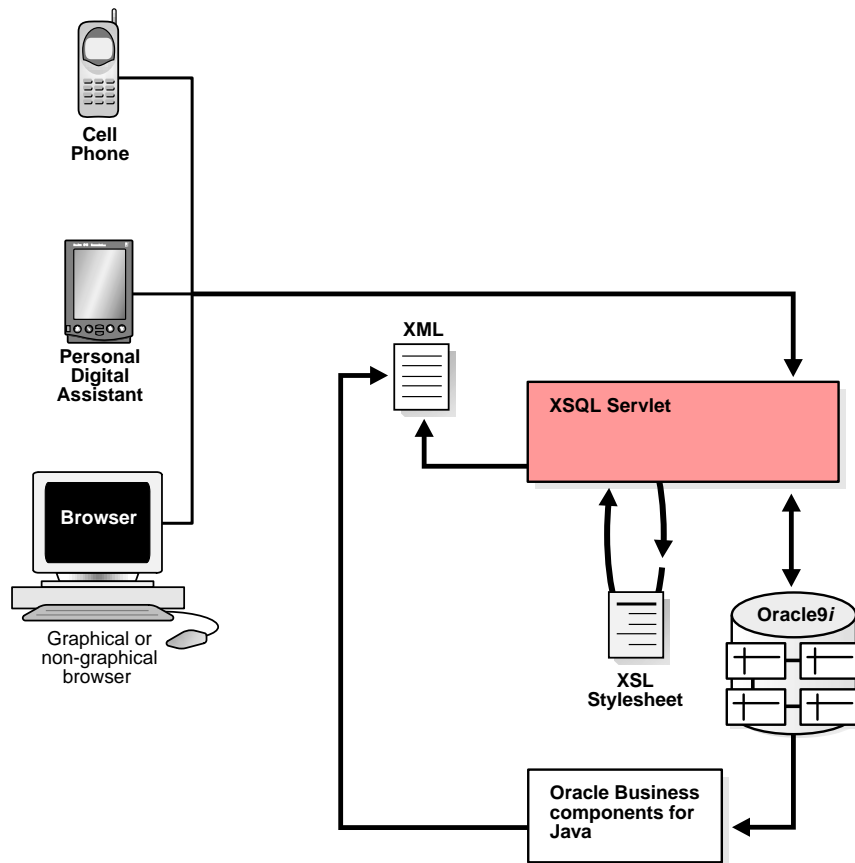 Cell
Phone
Personal
Digital
Assistant
XML
XSQL Servlet
Browser
Graphical or
non-graphical
browser
XSL
Stylesheet
Oracle9i
Oracle Business
components for
Java